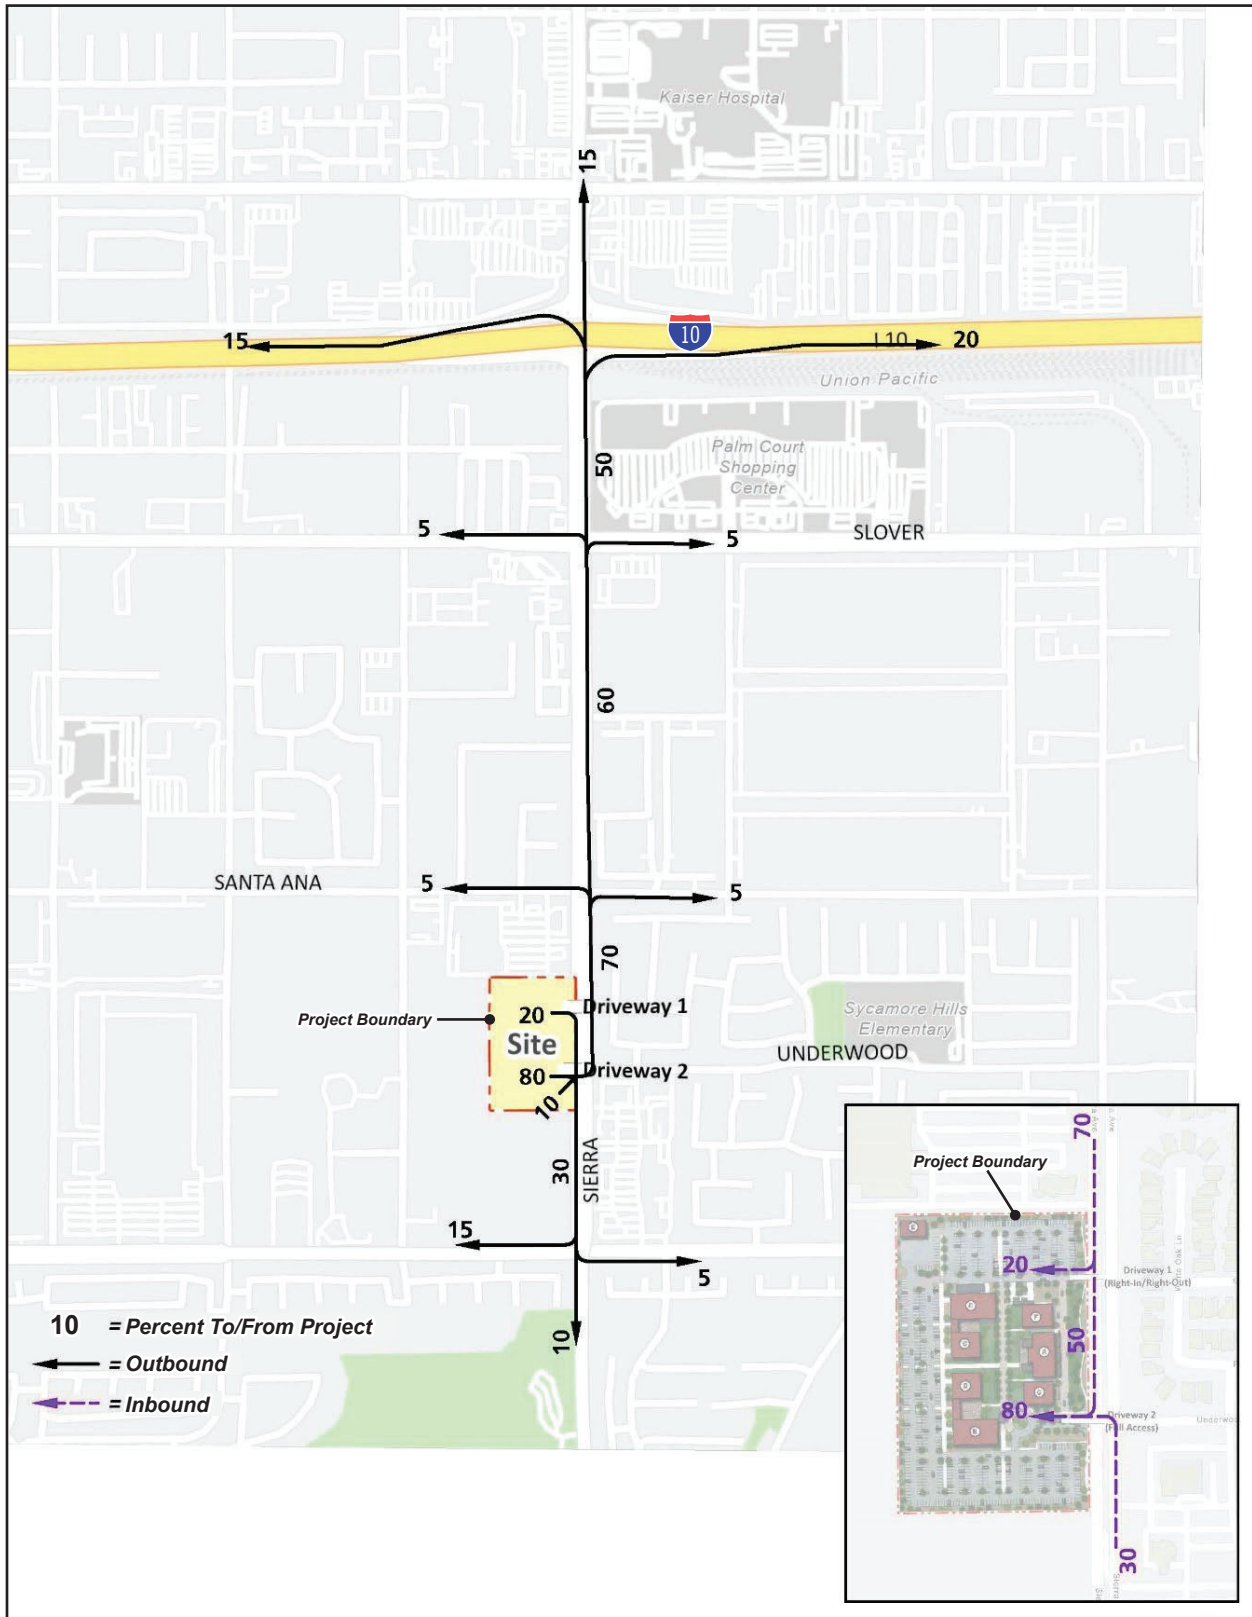 Kaiser Hospital
15
10
15
I 10
20
Union Pacific
50
Palm Court
Shopping
Center
5
5
SLOVER
60
SANTA ANA
5
5
70
Project Boundary
20
Driveway 1
Site
Sycamore Hills
Elementary
UNDERWOOD
80
Driveway 2
10
30
SIERRA
15
5
10
10 = Percent To/From Project
= Outbound
= Inbound
70
Project Boundary
20
Driveway 1
(Right-In/Right-Out)
50
80
Driveway 2
(Full Access)
30
Sierra